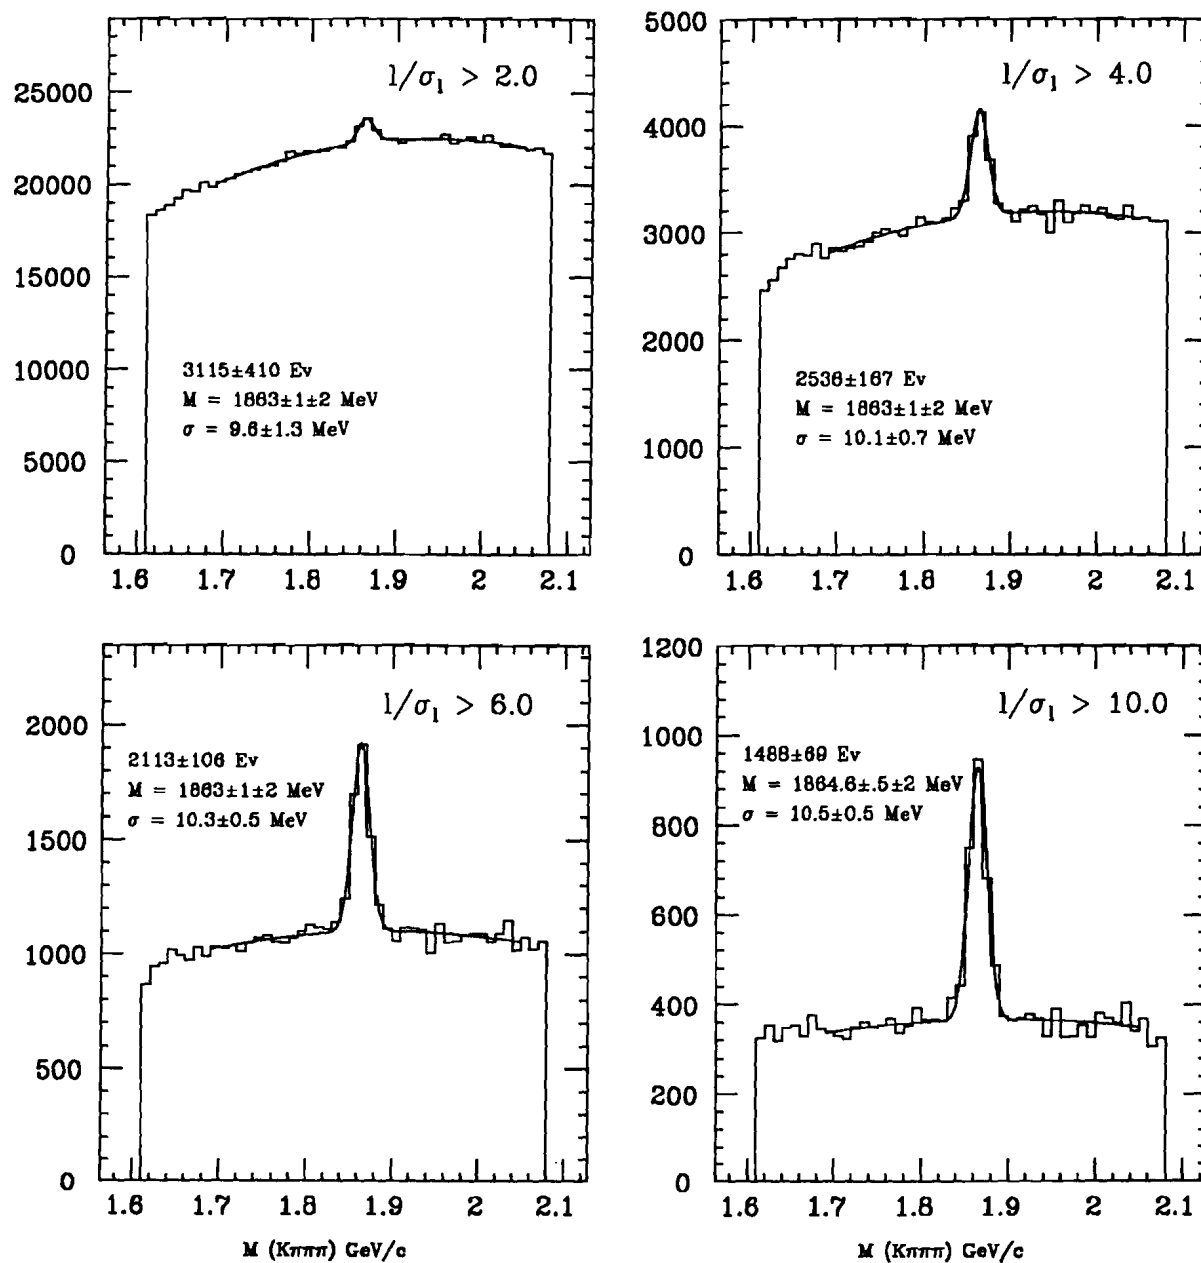 l/σ_l > 2.0
25000
20000
15000
10000
5000
0
3115±410 Ev
M = 1863±1±2 MeV
σ = 9.6±1.3 MeV
1.6 1.7 1.8 1.9 2 2.1
l/σ_l > 4.0
5000
4000
3000
2000
1000
0
2536±167 Ev
M = 1863±1±2 MeV
σ = 10.1±0.7 MeV
1.6 1.7 1.8 1.9 2 2.1
l/σ_l > 6.0
2000
1500
1000
500
0
2113±106 Ev
M = 1863±1±2 MeV
σ = 10.3±0.5 MeV
1.6 1.7 1.8 1.9 2 2.1
M (Kπππ) GeV/c
l/σ_l > 10.0
1200
1000
800
600
400
200
0
1486±69 Ev
M = 1864.6±.5±2 MeV
σ = 10.5±0.5 MeV
1.6 1.7 1.8 1.9 2 2.1
M (Kπππ) GeV/c